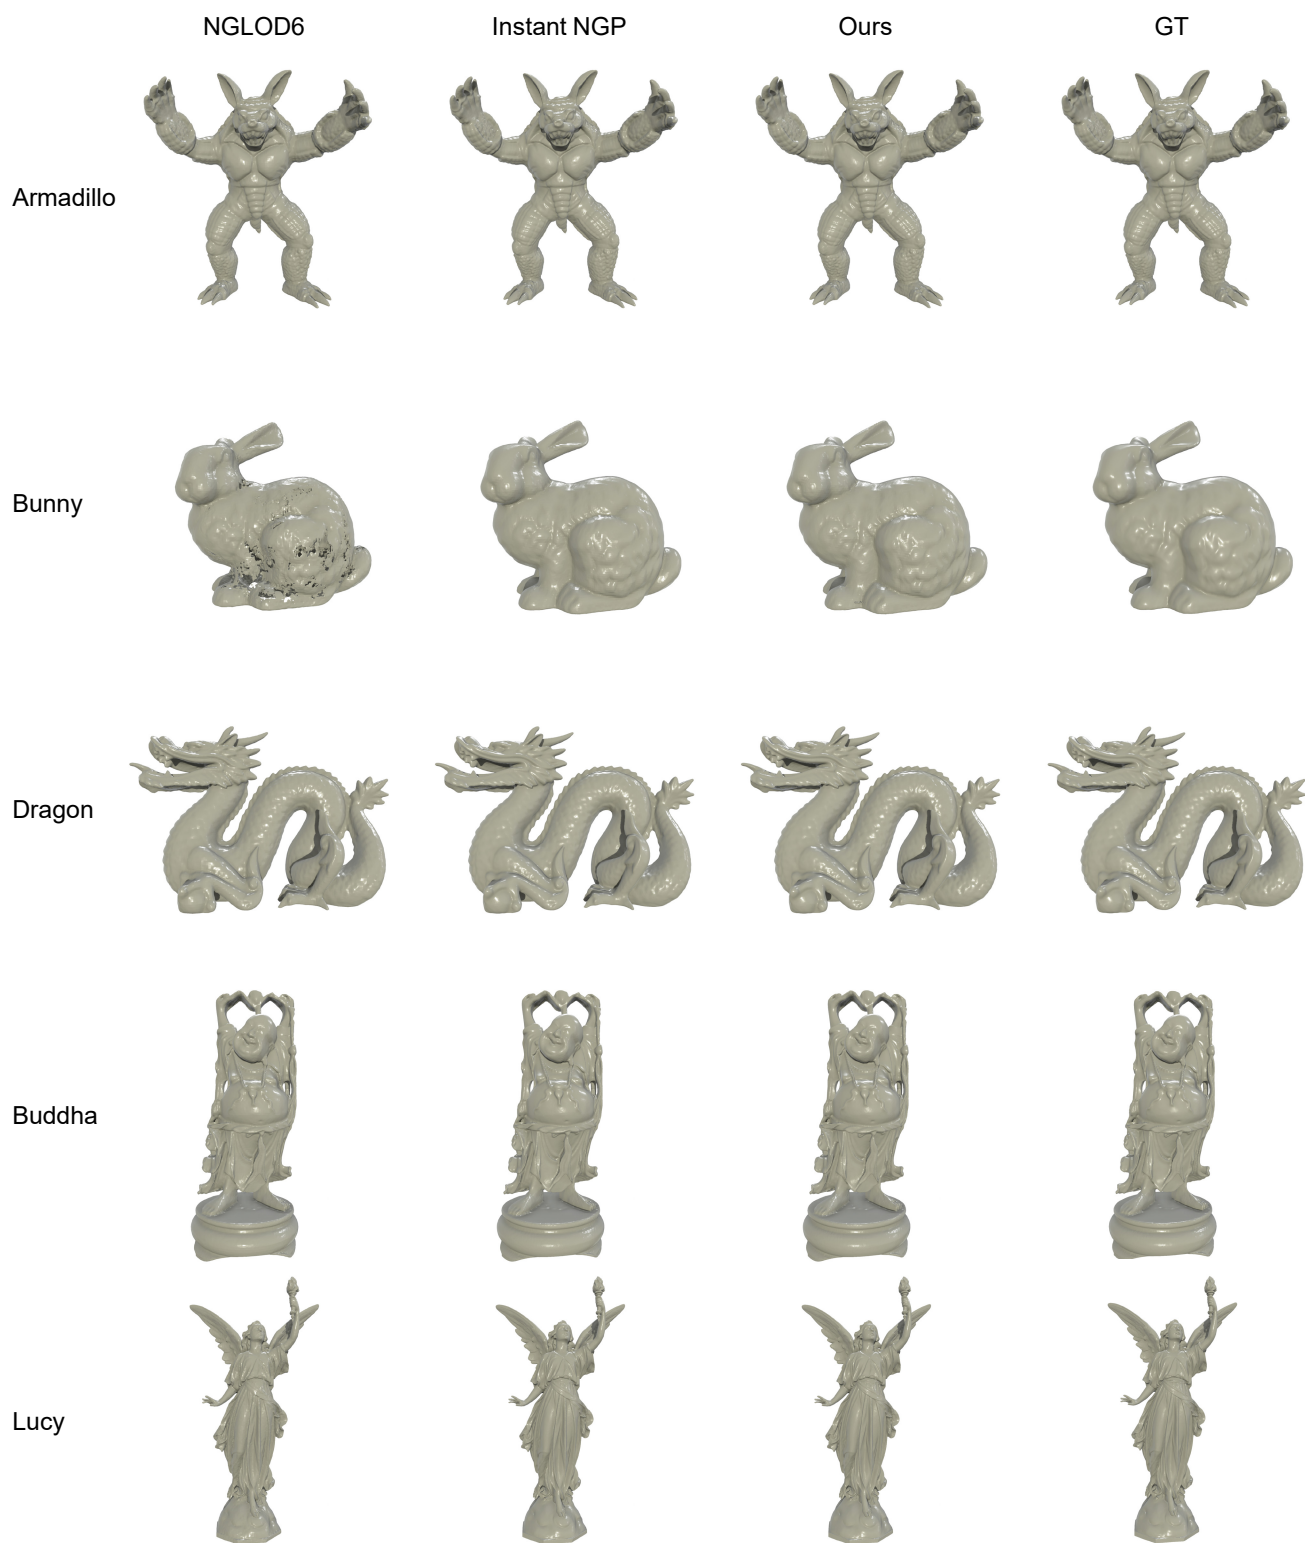 NGLOD6 Instant NGP Ours GT
Armadillo
Bunny
Dragon
Buddha
Lucy